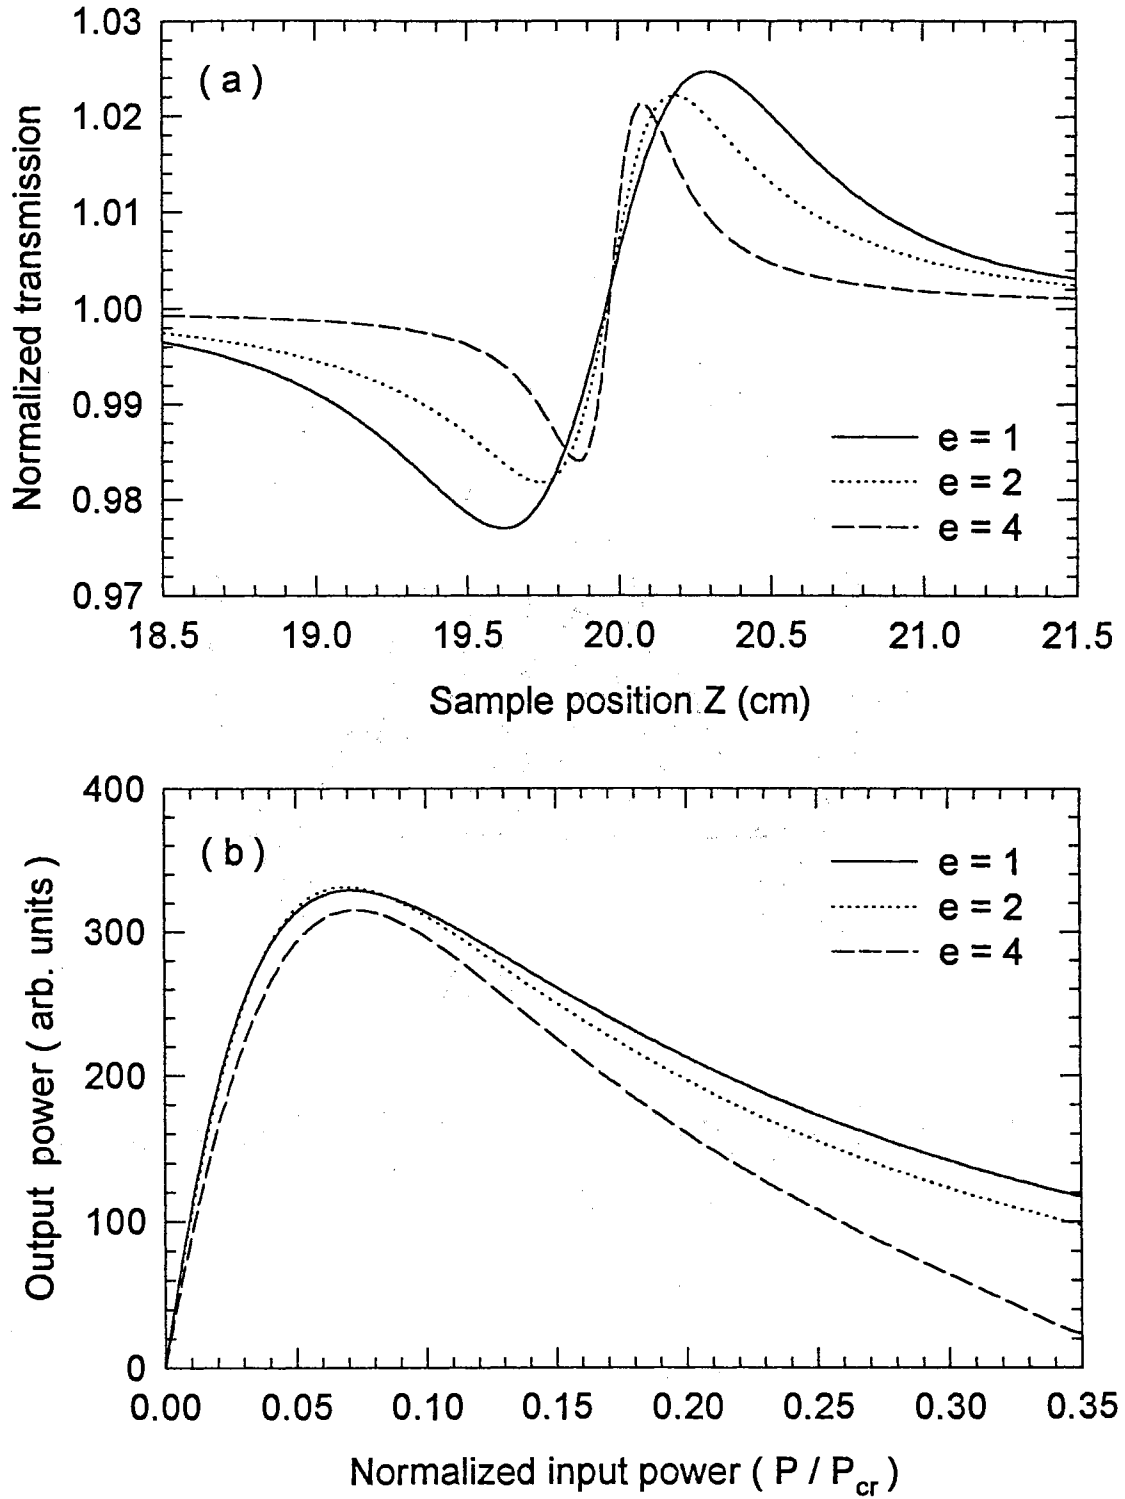 1.03
( a )
1.02
1.01
1.00
0.99
0.98
0.97
Normalized transmission
e = 1
e = 2
e = 4
18.5 19.0 19.5 20.0 20.5 21.0 21.5
Sample position Z (cm)
400
( b )
300
200
100
0
Output power ( arb. units )
e = 1
e = 2
e = 4
0.00 0.05 0.10 0.15 0.20 0.25 0.30 0.35
Normalized input power ( P / Pcr )